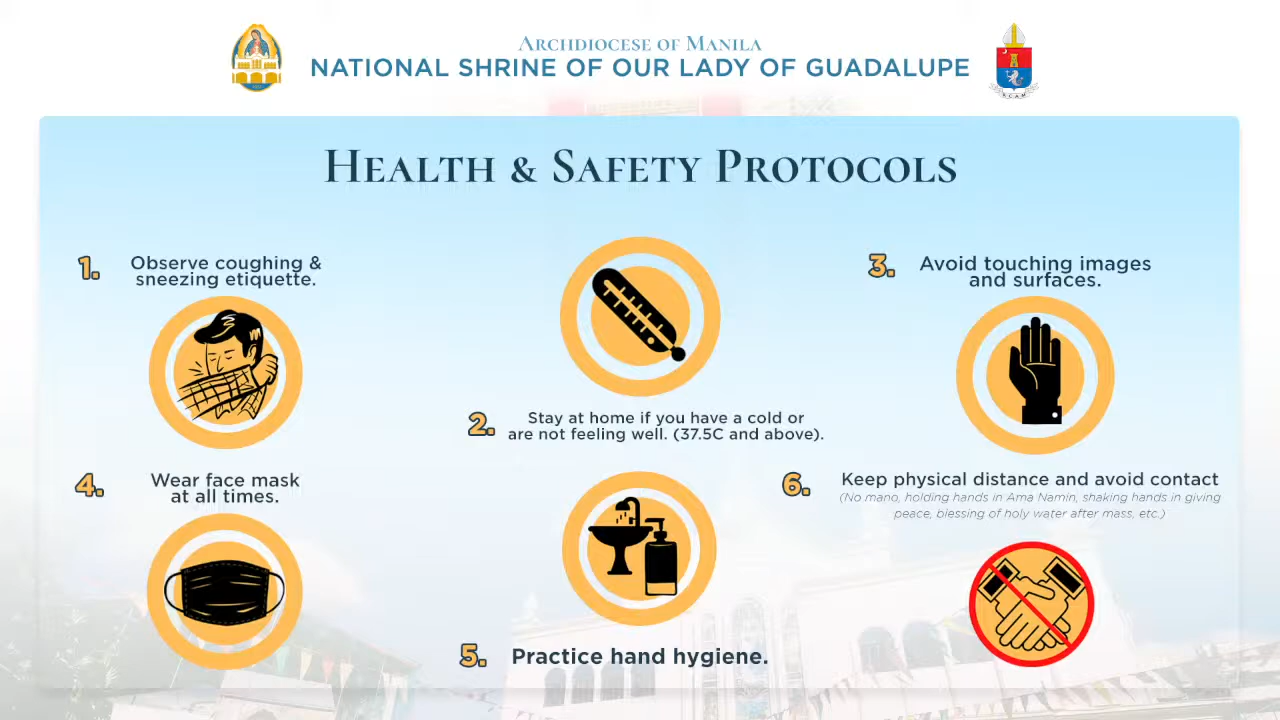 ARCHDIOCESE OF MANILA
NATIONAL SHRINE OF OUR LADY OF GUADALUPE
HEALTH & SAFETY PROTOCOLS
1. Observe coughing &
sneezing etiquette.
2. Stay at home if you have a cold or
are not feeling well. (37.5C and above).
3. Avoid touching images
and surfaces.
4. Wear face mask
at all times.
5. Practice hand hygiene.
6. Keep physical distance and avoid contact
(No mano, holding hands in Ama Namin, shaking hands in giving
peace, blessing of holy water after mass, etc.)